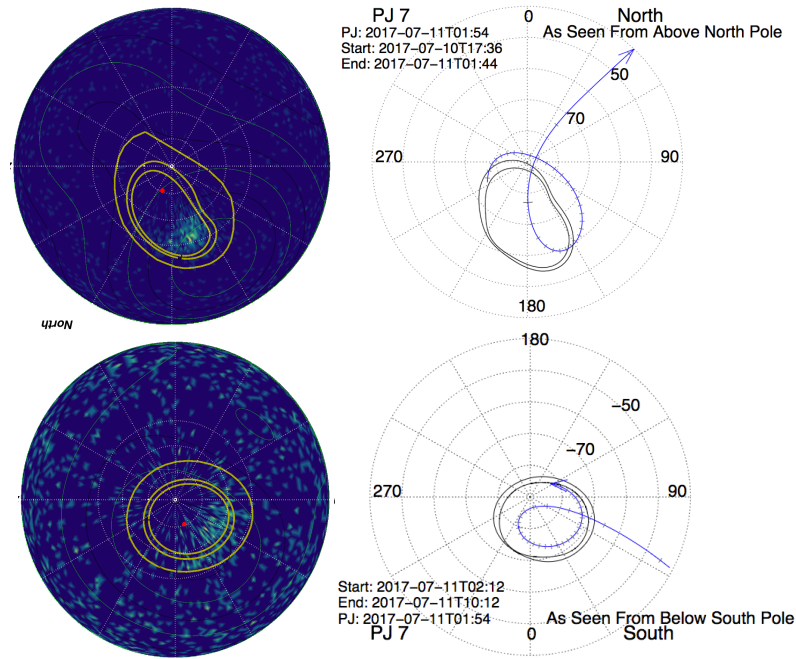 PJ 7 North
PJ: 2017-07-11T01:54 As Seen From Above North Pole
Start: 2017-07-10T17:36
End: 2017-07-11T01:44
50
70
270 90
180
North
180
−50
−70
270 90
Start: 2017-07-11T02:12
End: 2017-07-11T10:12
PJ: 2017-07-11T01:54 As Seen From Below South Pole
PJ 7 0 South